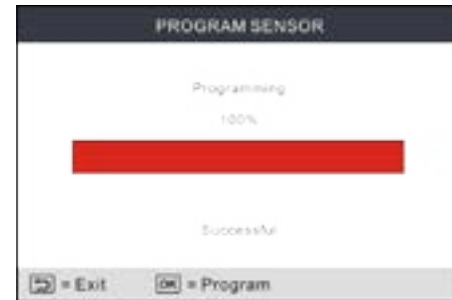 PROGRAM SENSOR
Programming
100%
Successful
= Exit OK = Program